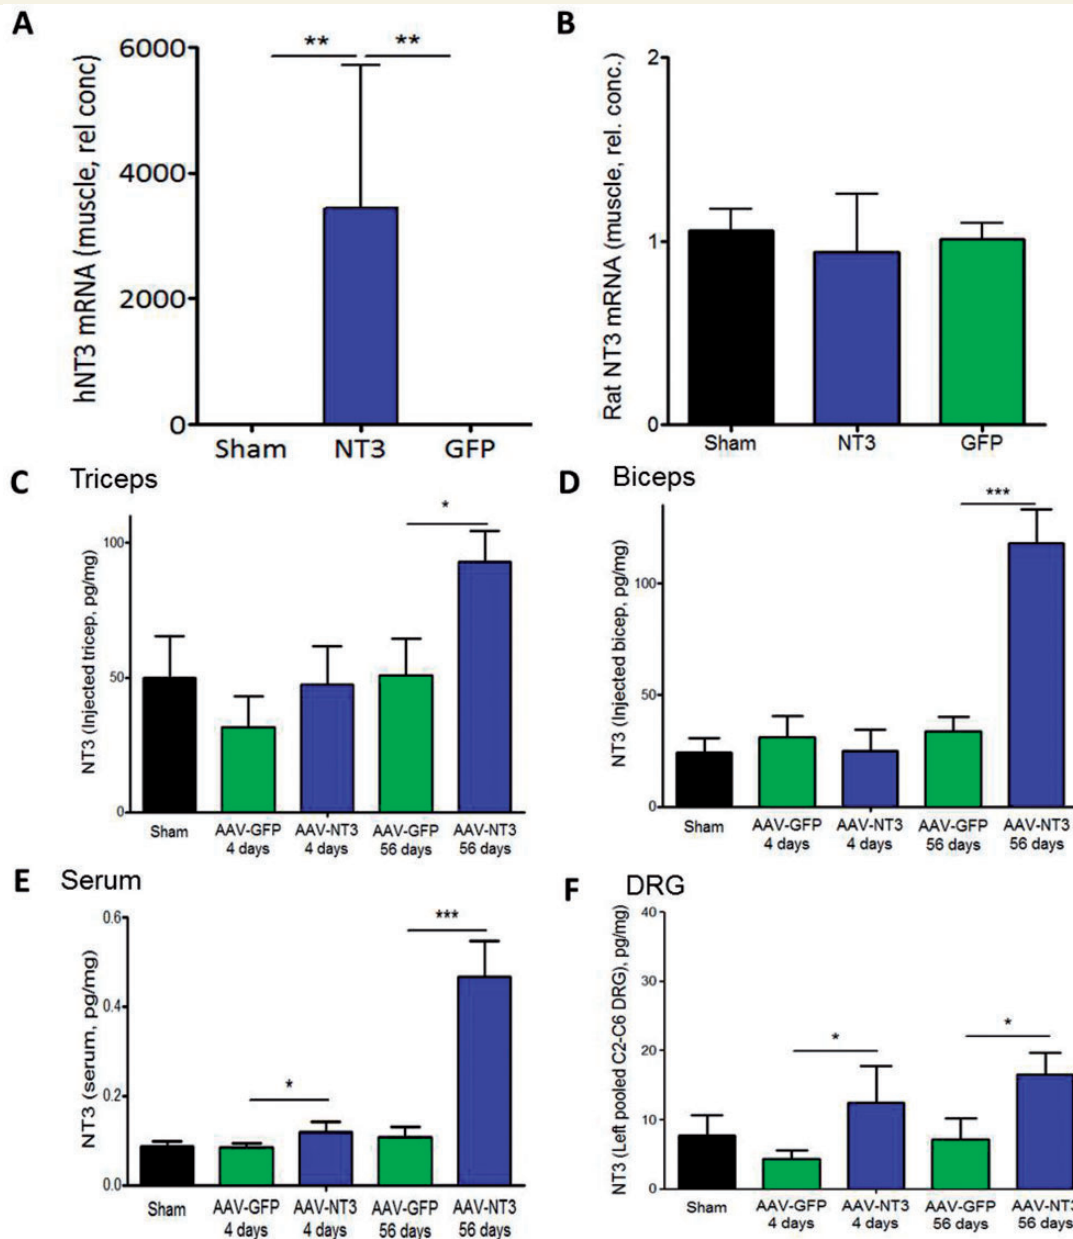 A
hNT3 mRNA (muscle, rel conc)
6000
4000
2000
0
** **
Sham NT3 GFP
B
Rat NT3 mRNA (muscle, rel. conc.)
2
1
0
Sham NT3 GFP
C Triceps
NT3 (Injected tricep, pg/mg)
100
50
0
*
Sham AAV-GFP AAV-NT3 AAV-GFP AAV-NT3
4 days 4 days 56 days 56 days
D Biceps
NT3 (Injected bicep, pg/mg)
100
50
0
***
Sham AAV-GFP AAV-NT3 AAV-GFP AAV-NT3
4 days 4 days 56 days 56 days
E Serum
NT3 (serum, pg/mg)
0.6
0.4
0.2
0.0
* ***
Sham AAV-GFP AAV-NT3 AAV-GFP AAV-NT3
4 days 4 days 56 days 56 days
F DRG
NT3 (Left pooled C2-C6 DRG), pg/mg)
40
30
20
10
0
* *
Sham AAV-GFP AAV-NT3 AAV-GFP AAV-NT3
4 days 4 days 56 days 56 days